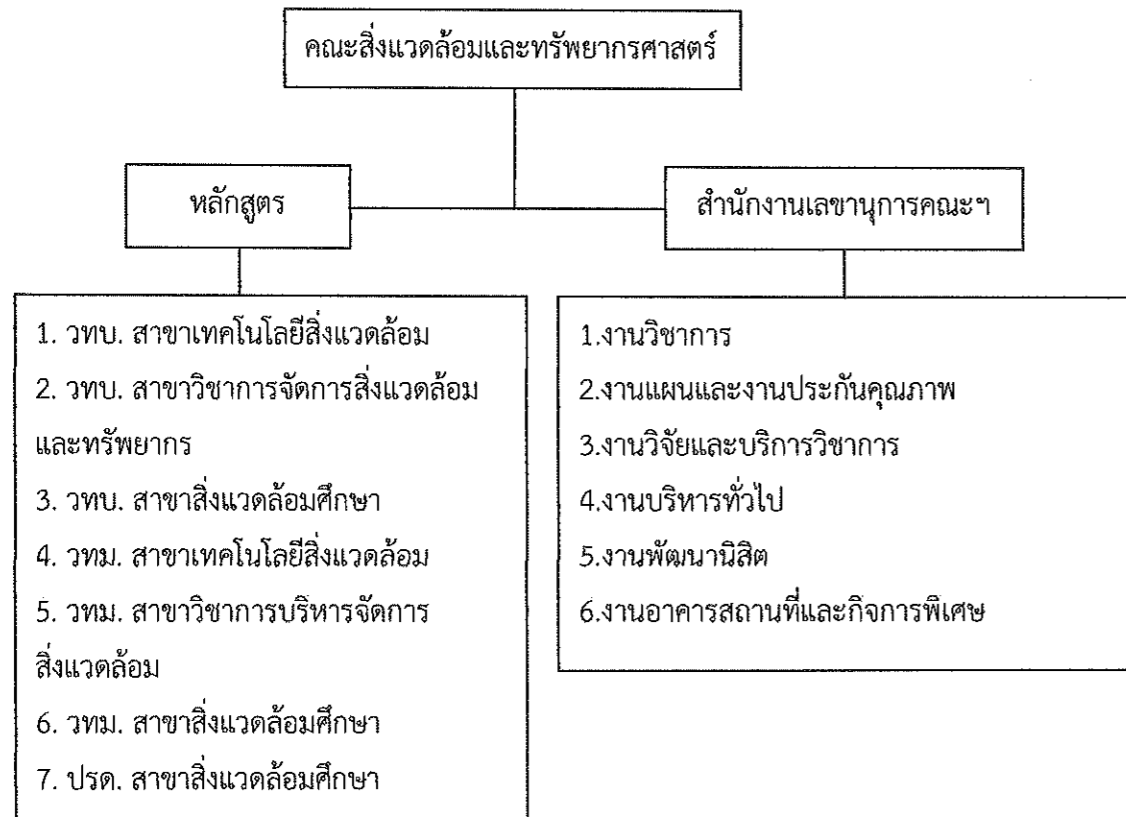 คณะสิ่งแวดล้อมและทรัพยากรศาสตร์
หลักสูตร
สำนักงานเลขานุการคณะฯ
1. วทบ. สาขาเทคโนโลยีสิ่งแวดล้อม
2. วทบ. สาขาวิชาการจัดการสิ่งแวดล้อม
และทรัพยากร
3. วทบ. สาขาสิ่งแวดล้อมศึกษา
4. วทม. สาขาเทคโนโลยีสิ่งแวดล้อม
5. วทม. สาขาวิชาการบริหารจัดการ
สิ่งแวดล้อม
6. วทม. สาขาสิ่งแวดล้อมศึกษา
7. ปรด. สาขาสิ่งแวดล้อมศึกษา
1.งานวิชาการ
2.งานแผนและงานประกันคุณภาพ
3.งานวิจัยและบริการวิชาการ
4.งานบริหารทั่วไป
5.งานพัฒนานิสิต
6.งานอาคารสถานที่และกิจการพิเศษ